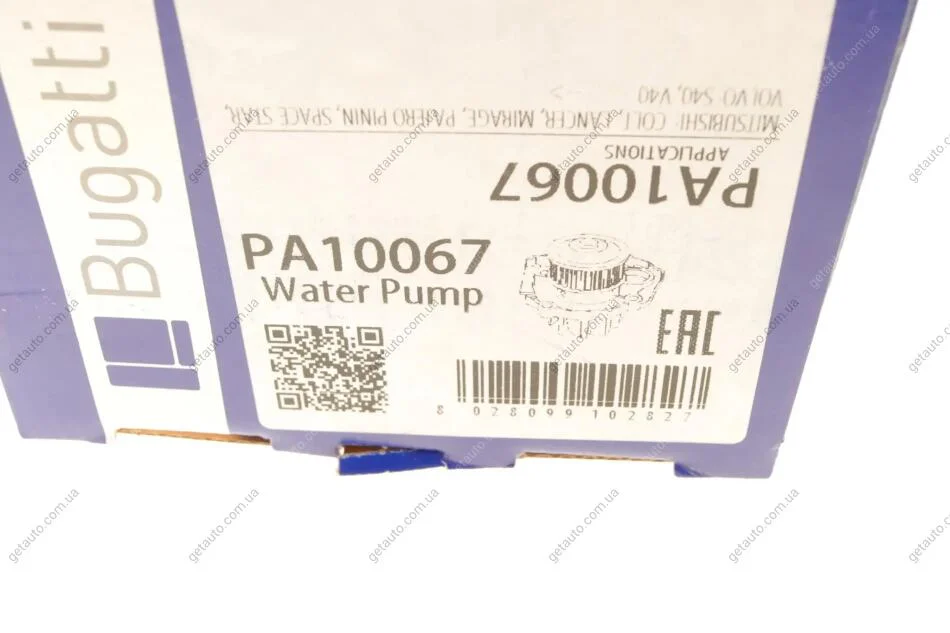 Bugatti
PA10067
APPLICATIONS
MITSUBISHI: COLT, LANCER, MIRAGE, PAJERO PININ, SPACE STAR,
VOLVO: S40, V40
PA10067
Water Pump
EAC
8 028099 102827
getauto.com.ua